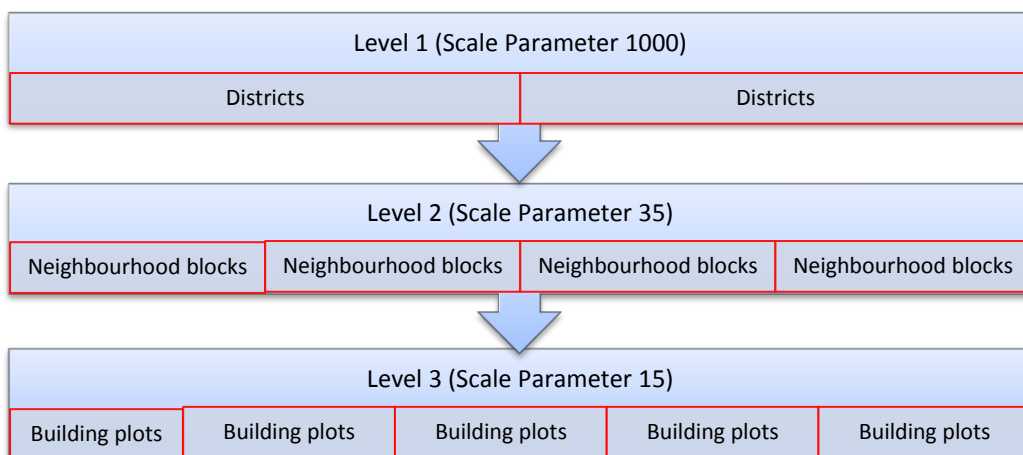 Level 1 (Scale Parameter 1000)
Districts Districts
Level 2 (Scale Parameter 35)
Neighbourhood blocks Neighbourhood blocks Neighbourhood blocks Neighbourhood blocks
Level 3 (Scale Parameter 15)
Building plots Building plots Building plots Building plots Building plots